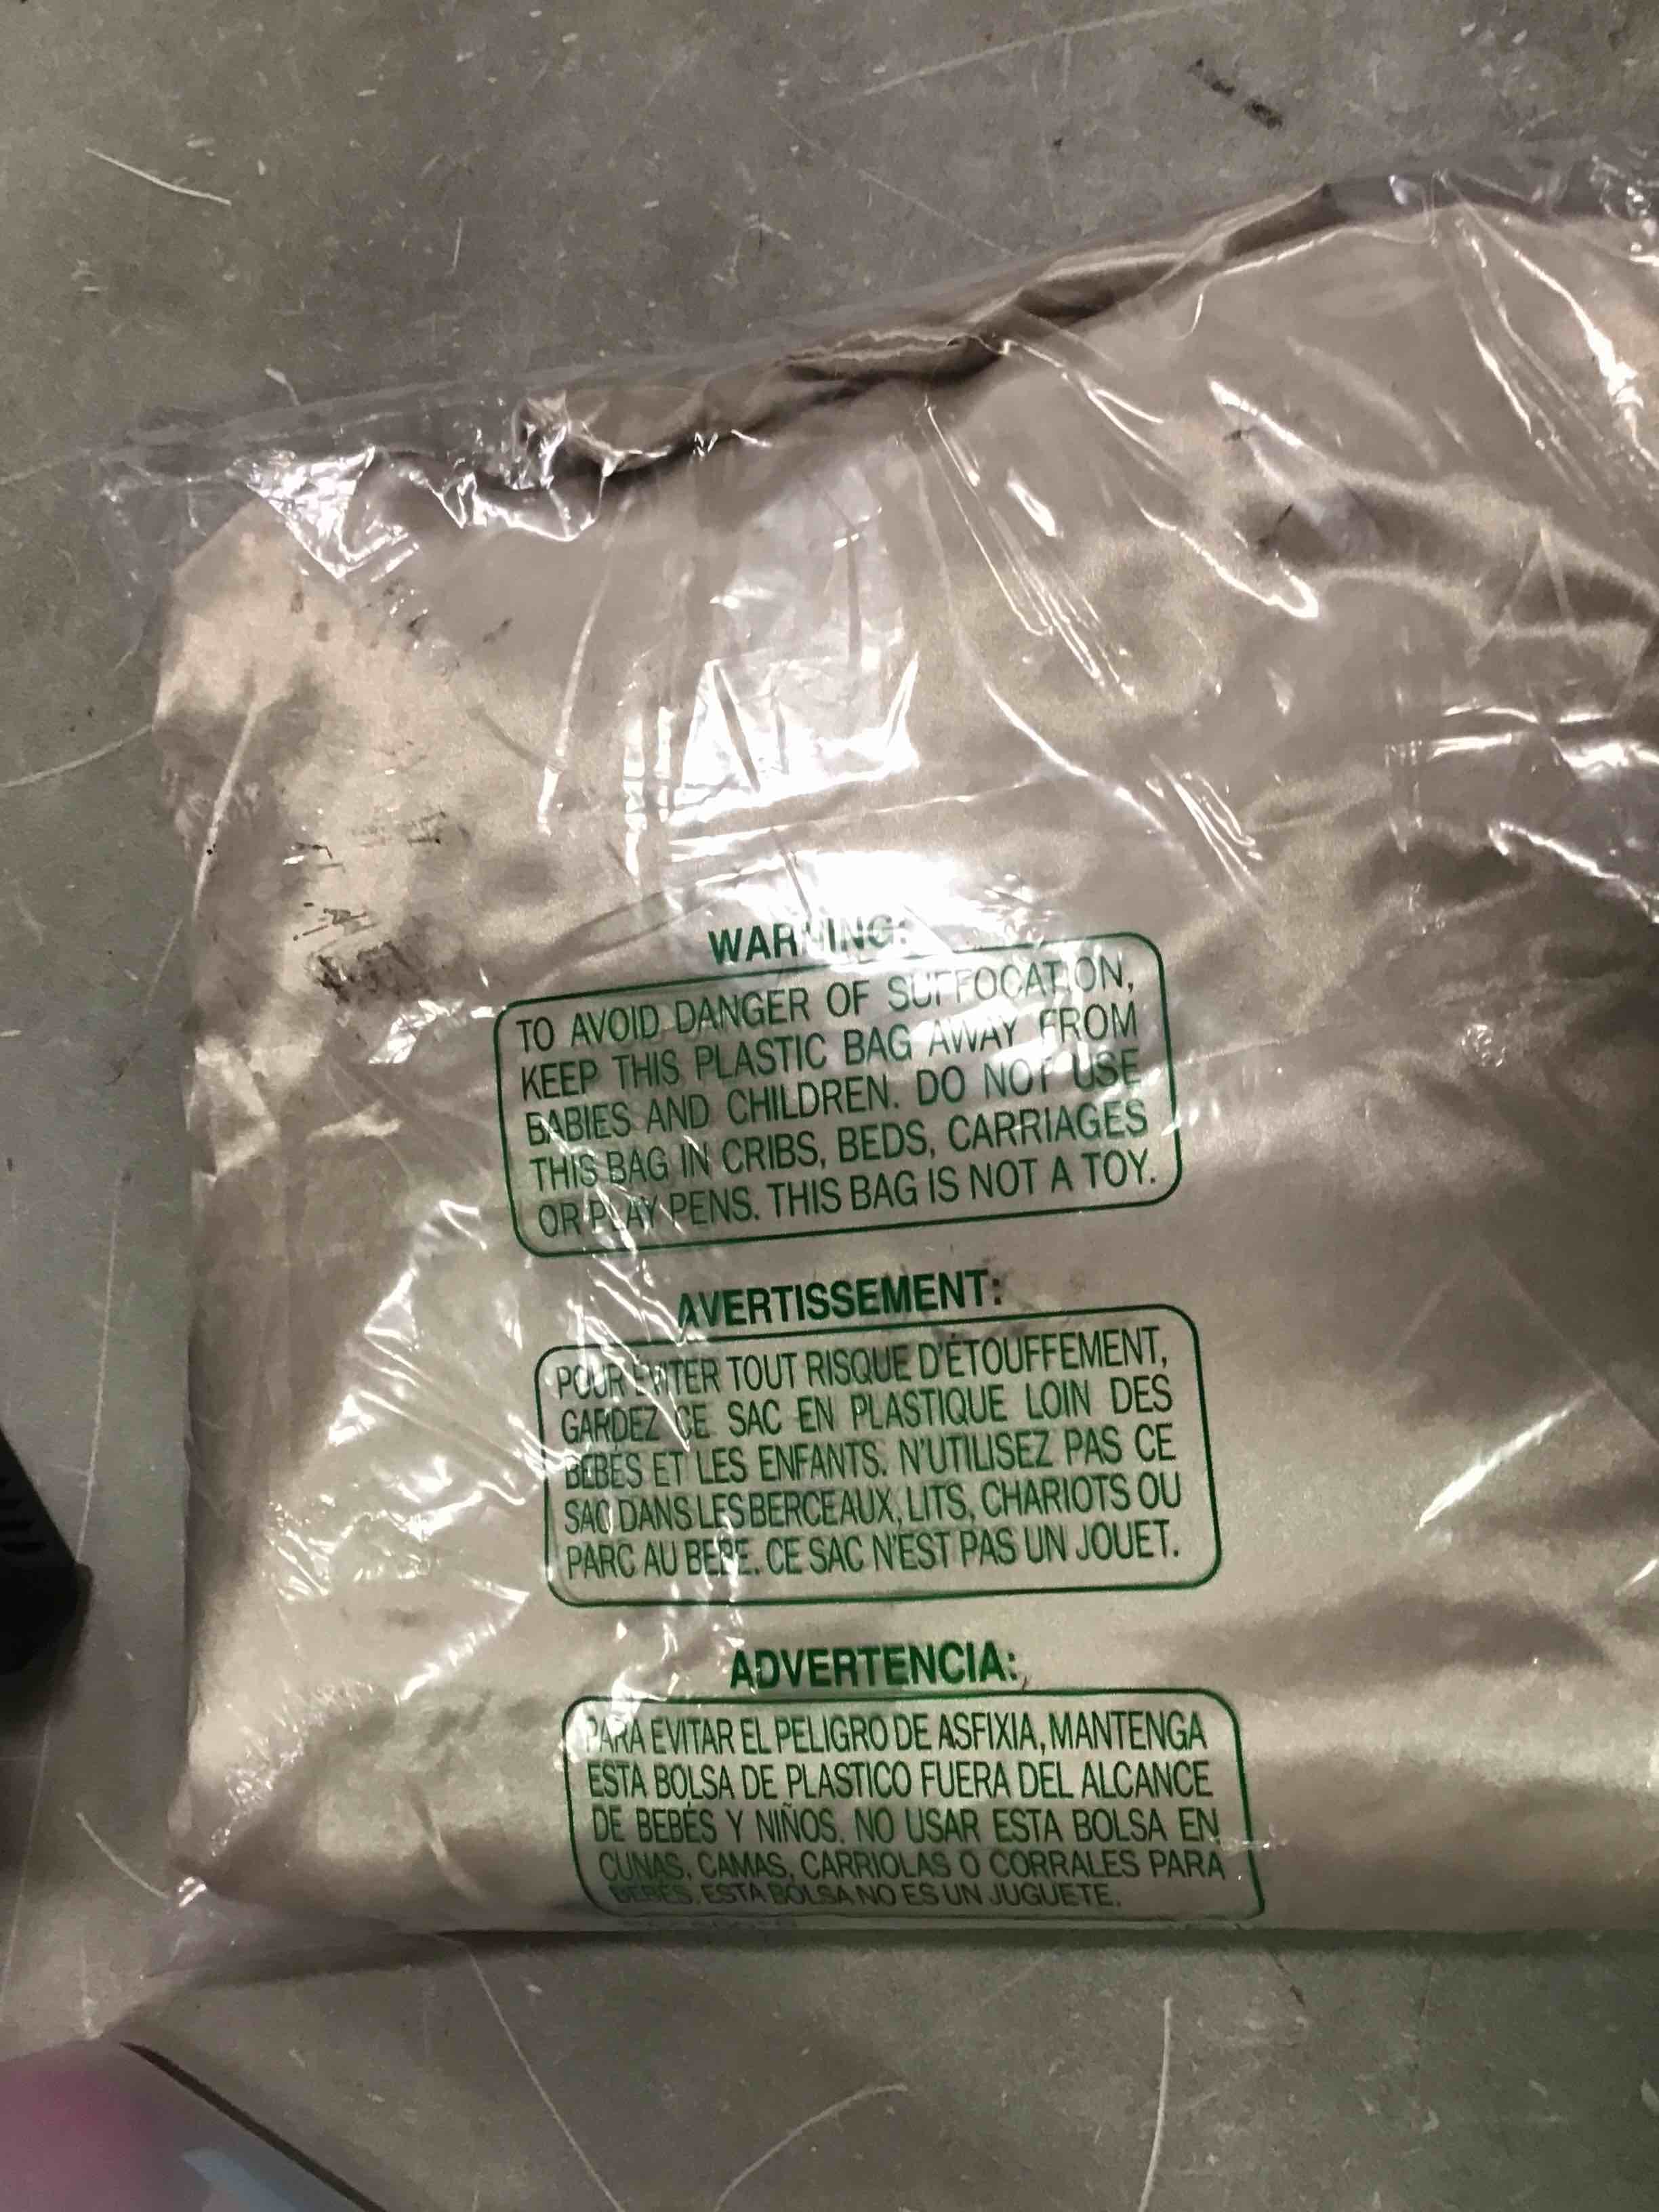 WARNING:
TO AVOID DANGER OF SUFFOCATION,
KEEP THIS PLASTIC BAG AWAY FROM
BABIES AND CHILDREN. DO NOT USE
THIS BAG IN CRIBS, BEDS, CARRIAGES
OR PLAY PENS. THIS BAG IS NOT A TOY.
AVERTISSEMENT:
POUR ÉVITER TOUT RISQUE D'ÉTOUFFEMENT,
GARDEZ CE SAC EN PLASTIQUE LOIN DES
BÉBÉS ET LES ENFANTS. N'UTILISEZ PAS CE
SAC DANS LES BERCEAUX, LITS, CHARIOTS OU
PARC AU BEBE. CE SAC N'EST PAS UN JOUET.
ADVERTENCIA:
PARA EVITAR EL PELIGRO DE ASFIXIA, MANTENGA
ESTA BOLSA DE PLASTICO FUERA DEL ALCANCE
DE BEBÉS Y NIÑOS. NO USAR ESTA BOLSA EN
CUNAS, CAMAS, CARRIOLAS O CORRALES PARA
BEBÉS. ESTA BOLSA NO ES UN JUGUETE.